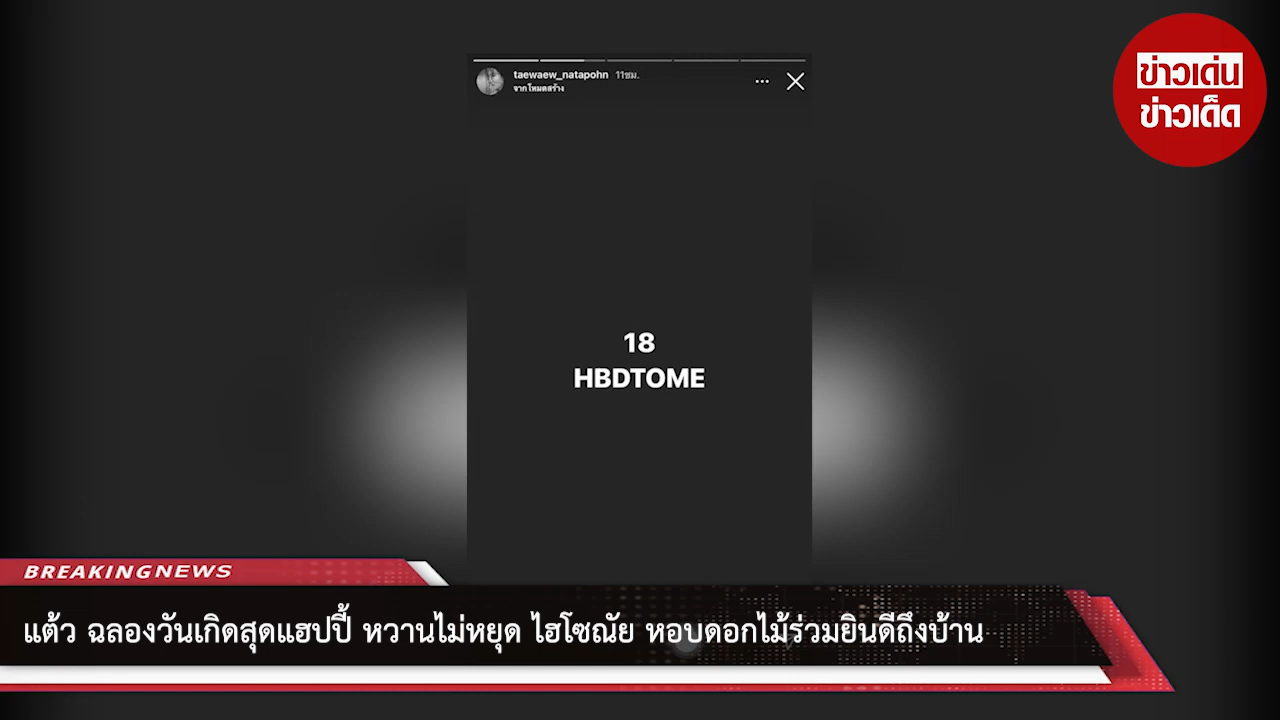 ข่าวเด่น
ข่าวเด็ด
taewaew_natapohn 11ชม.
จากโหมดสร้าง
18
HBDTOME
BREAKINGNEWS
แต้ว ฉลองวันเกิดสุดแฮปปี้ หวานไม่หยุด ไฮโซณัย หอบดอกไม้ร่วมยินดีถึงบ้าน